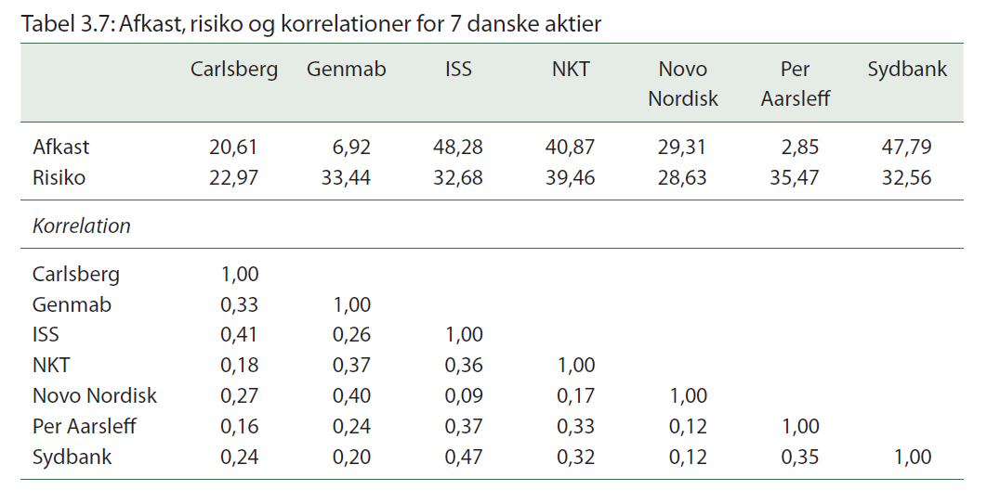 Tabel 3.7: Afkast, risiko og korrelationer for 7 danske aktier
Carlsberg Genmab ISS NKT Novo Nordisk Per Aarsleff Sydbank
Afkast 20,61 6,92 48,28 40,87 29,31 2,85 47,79
Risiko 22,97 33,44 32,68 39,46 28,63 35,47 32,56
Korrelation
Carlsberg 1,00
Genmab 0,33 1,00
ISS 0,41 0,26 1,00
NKT 0,18 0,37 0,36 1,00
Novo Nordisk 0,27 0,40 0,09 0,17 1,00
Per Aarsleff 0,16 0,24 0,37 0,33 0,12 1,00
Sydbank 0,24 0,20 0,47 0,32 0,12 0,35 1,00